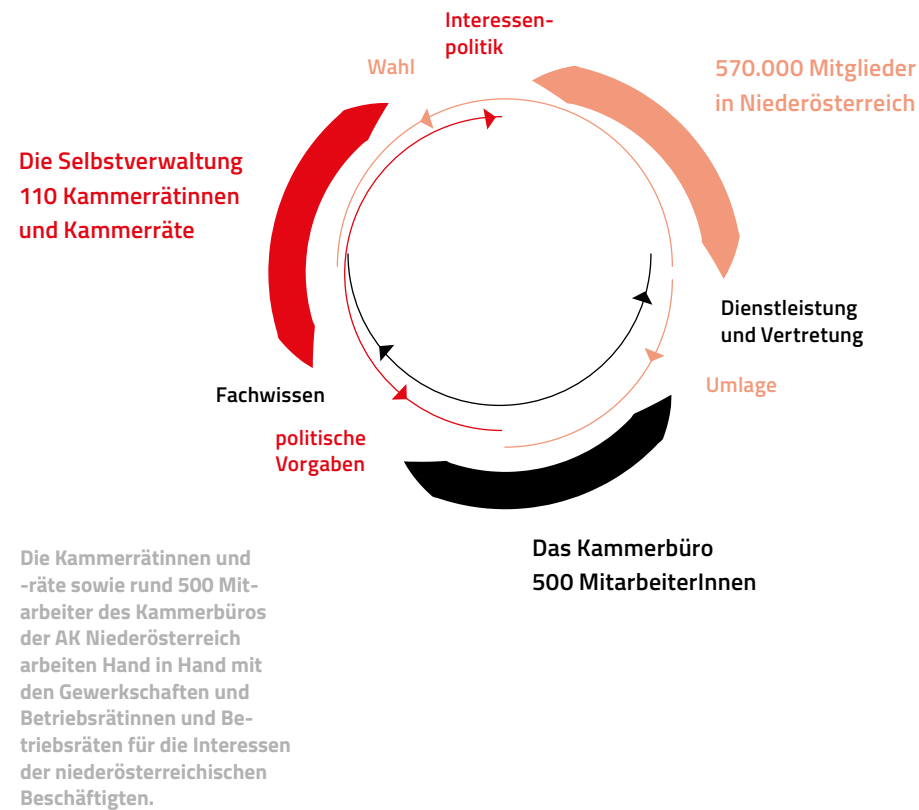 Interessen-
politik
Wahl
570.000 Mitglieder
in Niederösterreich
Die Selbstverwaltung
110 Kammerrätinnen
und Kammerräte
Dienstleistung
und Vertretung
Umlage
Fachwissen
politische
Vorgaben
Das Kammerbüro
500 MitarbeiterInnen
Die Kammerrätinnen und
-räte sowie rund 500 Mit-
arbeiter des Kammerbüros
der AK Niederösterreich
arbeiten Hand in Hand mit
den Gewerkschaften und
Betriebsrätinnen und Be-
triebsräten für die Interessen
der niederösterreichischen
Beschäftigten.